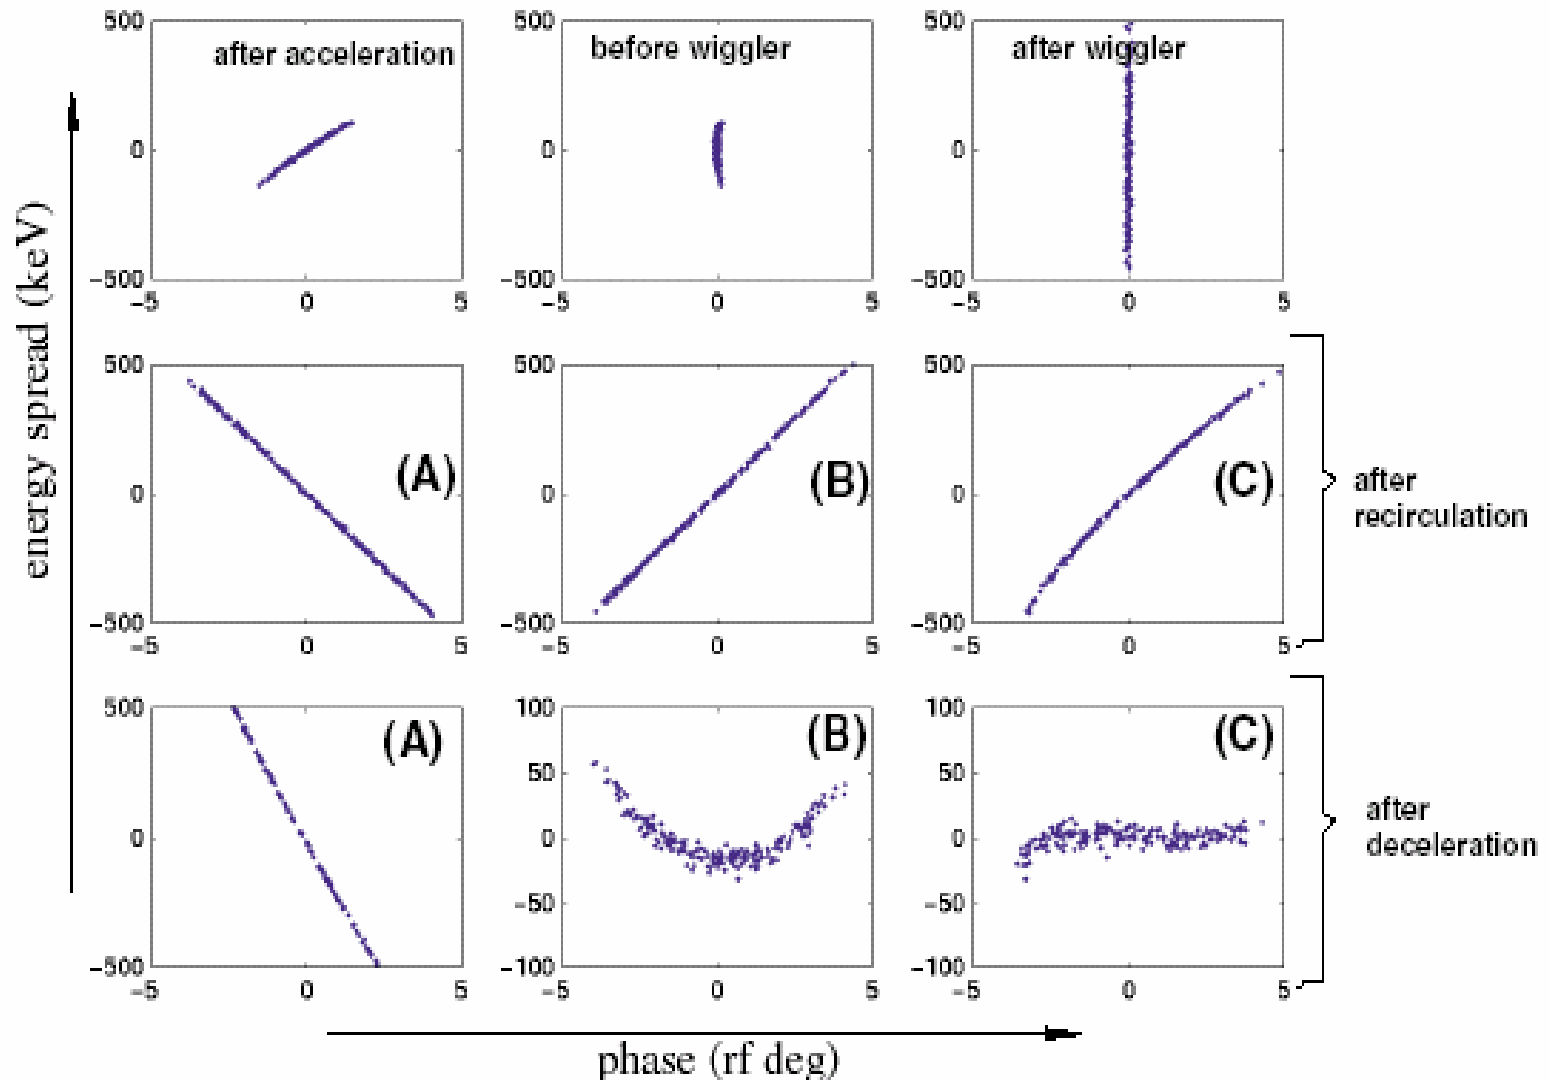 energy spread (keV)
500
0
-500
-5 0 5
after acceleration
500
0
-500
-5 0 5
before wiggler
500
0
-500
-5 0 5
after wiggler
500
0
-500
-5 0 5
(A)
500
0
-500
-5 0 5
(B)
500
0
-500
-5 0 5
(C)
after
recirculation
500
0
-500
-5 0 5
(A)
100
50
0
-50
-100
-5 0 5
(B)
100
50
0
-50
-100
-5 0 5
(C)
after
deceleration
phase (rf deg)